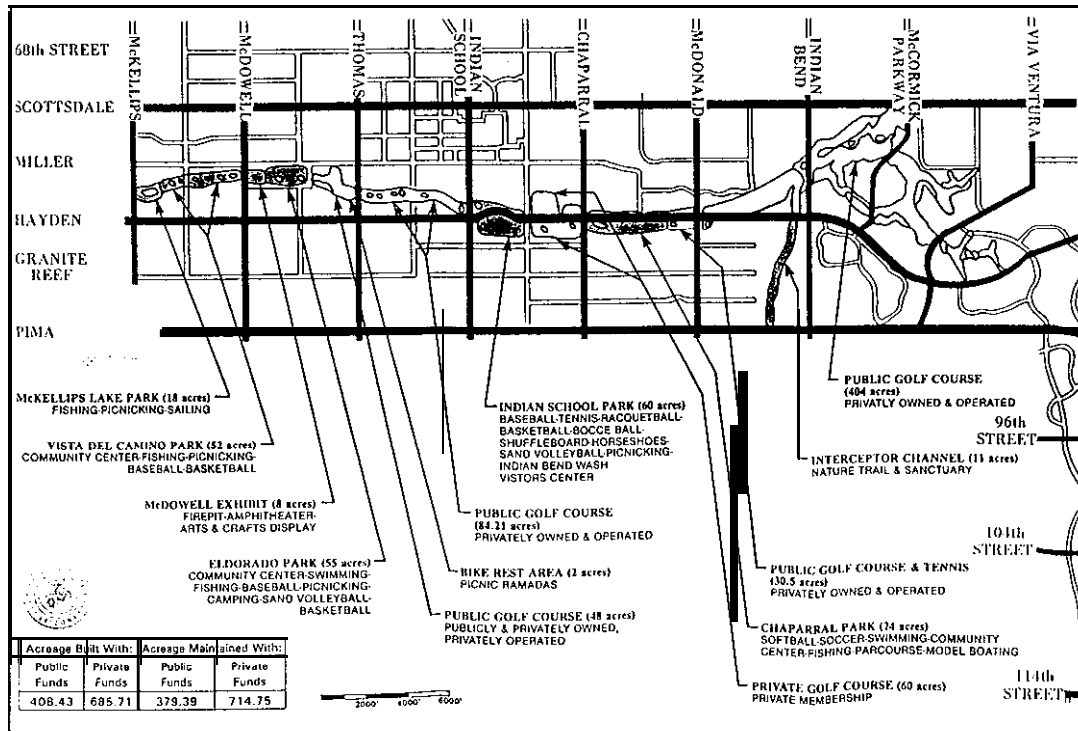 68th STREET
SCOTTSDALE
MILLER
HAYDEN
GRANITE
REEF
PIMA
McKELLIPS
McDOWELL
THOMAS
INDIAN
SCHOOL
CHAPARRAL
McDONALD
INDIAN
BEND
McCORMICK
PARKWAY
VIA VENTURA
McKELLIPS LAKE PARK (18 acres)
FISHING-PICNICKING-SAILING
VISTA DEL CAMINO PARK (52 acres)
COMMUNITY CENTER-FISHING-PICNICKING-
BASEBALL-BASKETBALL
McDOWELL EXHIBIT (8 acres)
FIREPIT-AMPHITHEATER-
ARTS & CRAFTS DISPLAY
ELDORADO PARK (55 acres)
COMMUNITY CENTER-SWIMMING-
FISHING-BASEBALL-PICNICKING-
CAMPING-SAND VOLLEYBALL-
BASKETBALL
INDIAN SCHOOL PARK (60 acres)
BASEBALL-TENNIS-RACQUETBALL-
BASKETBALL-BOCCE BALL-
SHUFFLEBOARD-HORSESHOES-
SAND VOLLEYBALL-PICNICKING-
INDIAN BEND WASH
VISTORS CENTER
PUBLIC GOLF COURSE
(84.21 acres)
PRIVATELY OWNED & OPERATED
BIKE REST AREA (2 acres)
PICNIC RAMADAS
PUBLIC GOLF COURSE (48 acres)
PUBLICLY & PRIVATELY OWNED,
PRIVATELY OPERATED
PUBLIC GOLF COURSE
(404 acres)
PRIVATLY OWNED & OPERATED
96th
STREET
INTERCEPTOR CHANNEL (11 acres)
NATURE TRAIL & SANCTUARY
104th
STREET
PUBLIC GOLF COURSE & TENNIS
(30.5 acres)
PRIVATELY OWNED & OPERATED
CHAPARRAL PARK (74 acres)
SOFTBALL-SOCCER-SWIMMING-COMMUNITY
CENTER-FISHING-PARCOURSE-MODEL BOATING
PRIVATE GOLF COURSE (60 acres)
PRIVATE MEMBERSHIP
114th
STREET
Acreage Built With: Acreage Maintained With:
Public Funds Private Funds Public Funds Private Funds
408.43 685.71 379.39 714.75
2000' 4000' 6000'